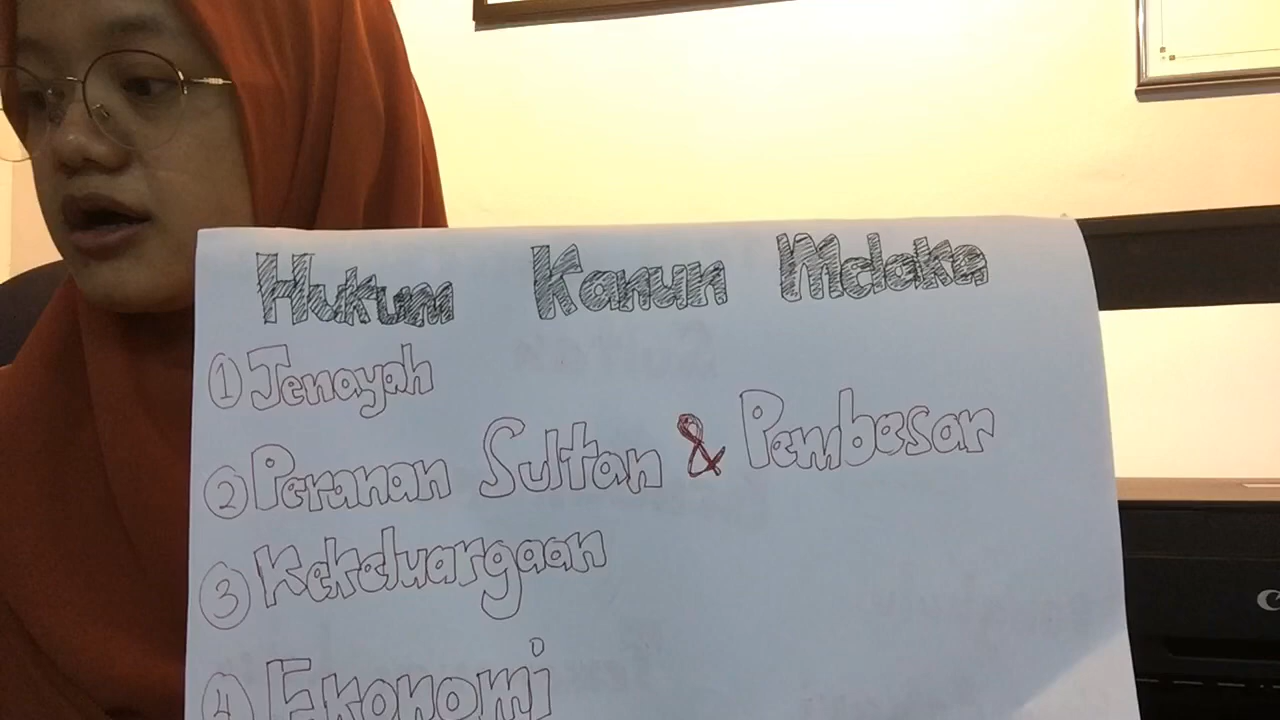 Hukum Kanun Melaka
1 Jenayah
2 Peranan Sultan & Pembesar
3 Kekeluargaan
4 Ekonomi